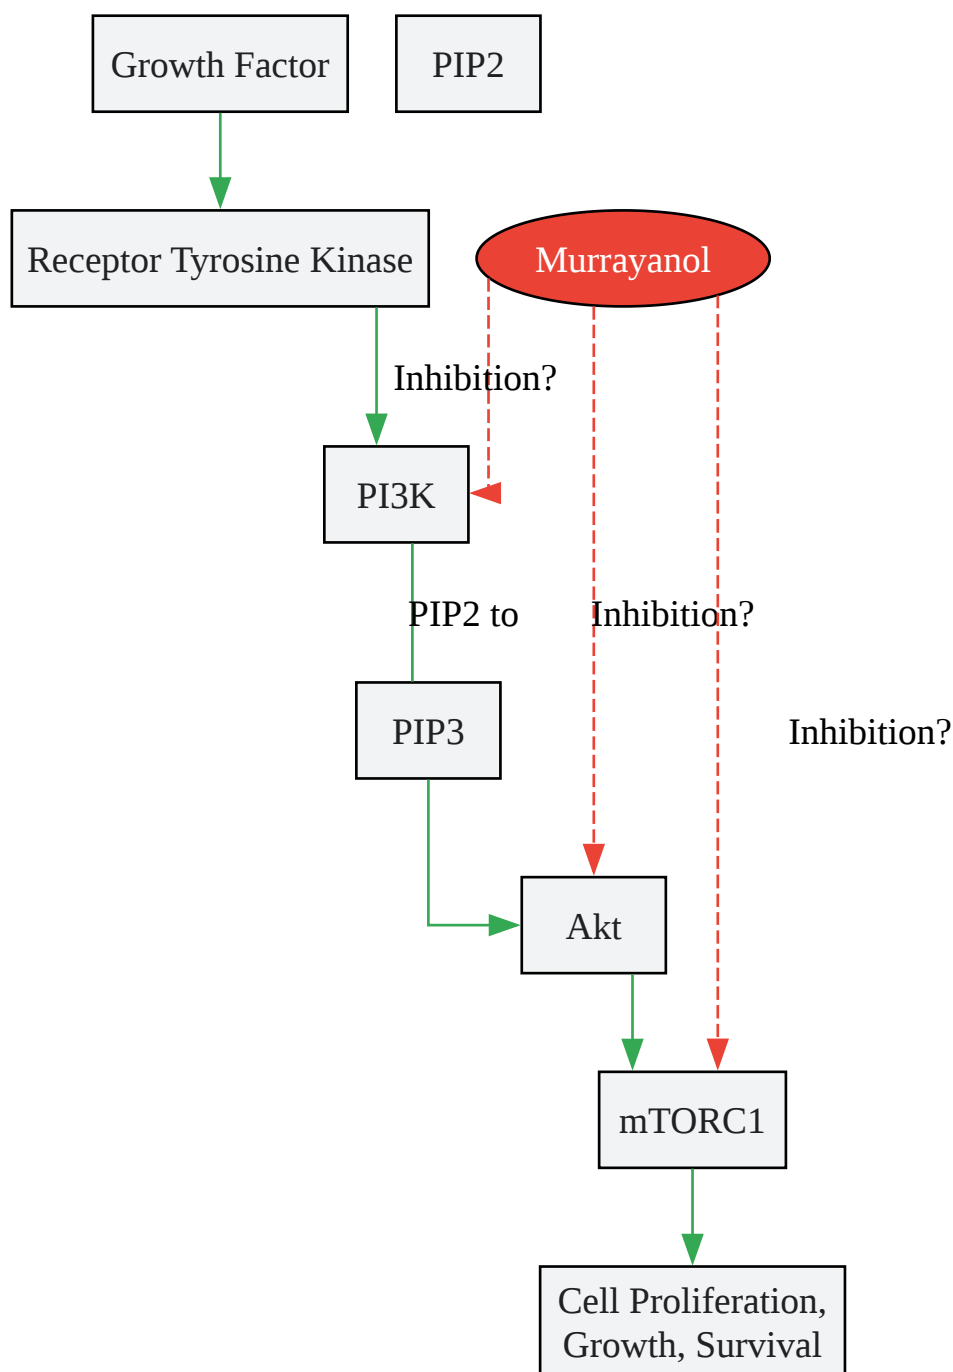 Growth Factor
PIP2
Receptor Tyrosine Kinase
Murrayanol
Inhibition?
PI3K
PIP2 to
Inhibition?
PIP3
Inhibition?
Akt
mTORC1
Cell Proliferation,
Growth, Survival